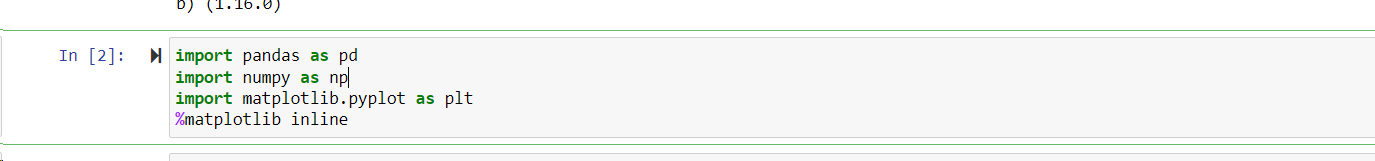 b) (1.16.0)
In [2]:
import pandas as pd
import numpy as np
import matplotlib.pyplot as plt
%matplotlib inline